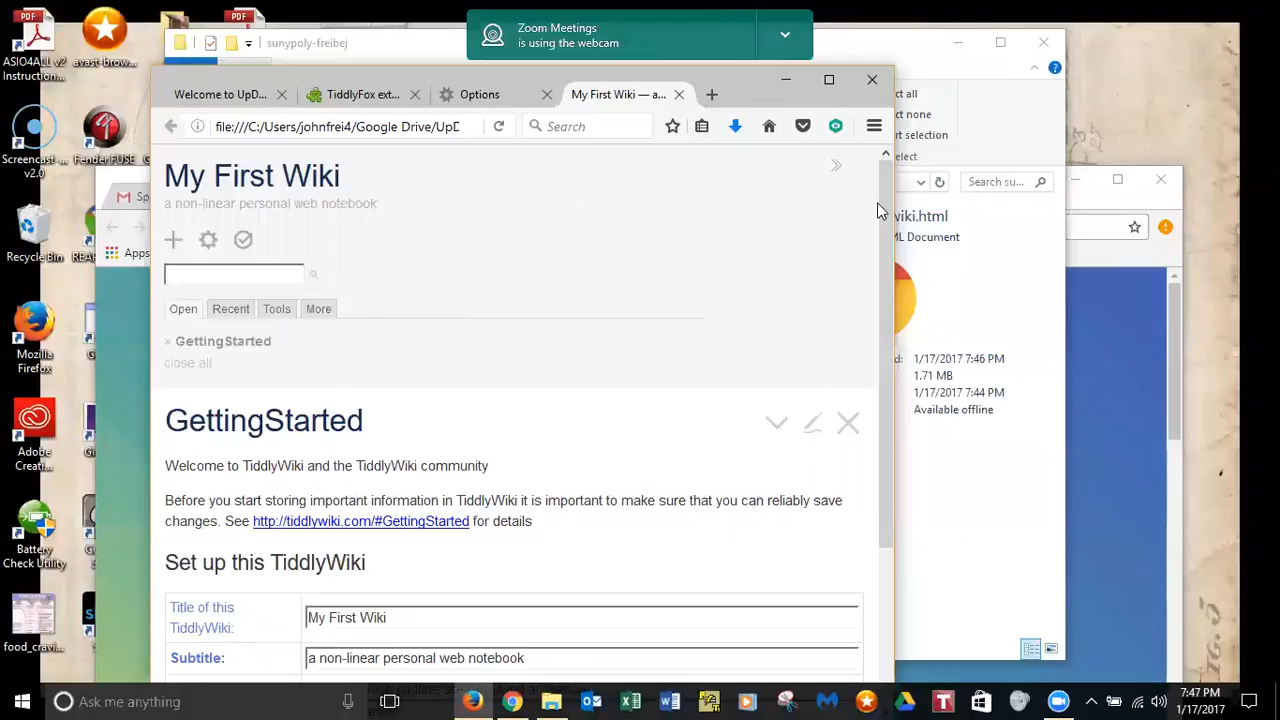 ASIO4ALL v2
Instruction...
avast-brow...
sunypoly-freibej
Zoom Meetings
is using the webcam
Screencast-...
v2.0
Fender FUSE
Recycle Bin
Mozilla
Firefox
Adobe
Creati...
Battery
Check Utility
food_cravi...
Welcome to UpD...
TiddlyFox ext...
Options
My First Wiki — a...
file:///C:/Users/johnfrei4/Google Drive/UpD
Search
My First Wiki
a non-linear personal web notebook
Open
Recent
Tools
More
× GettingStarted
close all
GettingStarted
Welcome to TiddlyWiki and the TiddlyWiki community
Before you start storing important information in TiddlyWiki it is important to make sure that you can reliably save
changes. See http://tiddlywiki.com/#GettingStarted for details
Set up this TiddlyWiki
Title of this
TiddlyWiki:
My First Wiki
Subtitle:
a non-linear personal web notebook
Apps
ct all
ct none
rt selection
elect
Search su...
wiki.html
ML Document
d:
1/17/2017 7:46 PM
1.71 MB
1/17/2017 7:44 PM
Available offline
Ask me anything
7:47 PM
1/17/2017